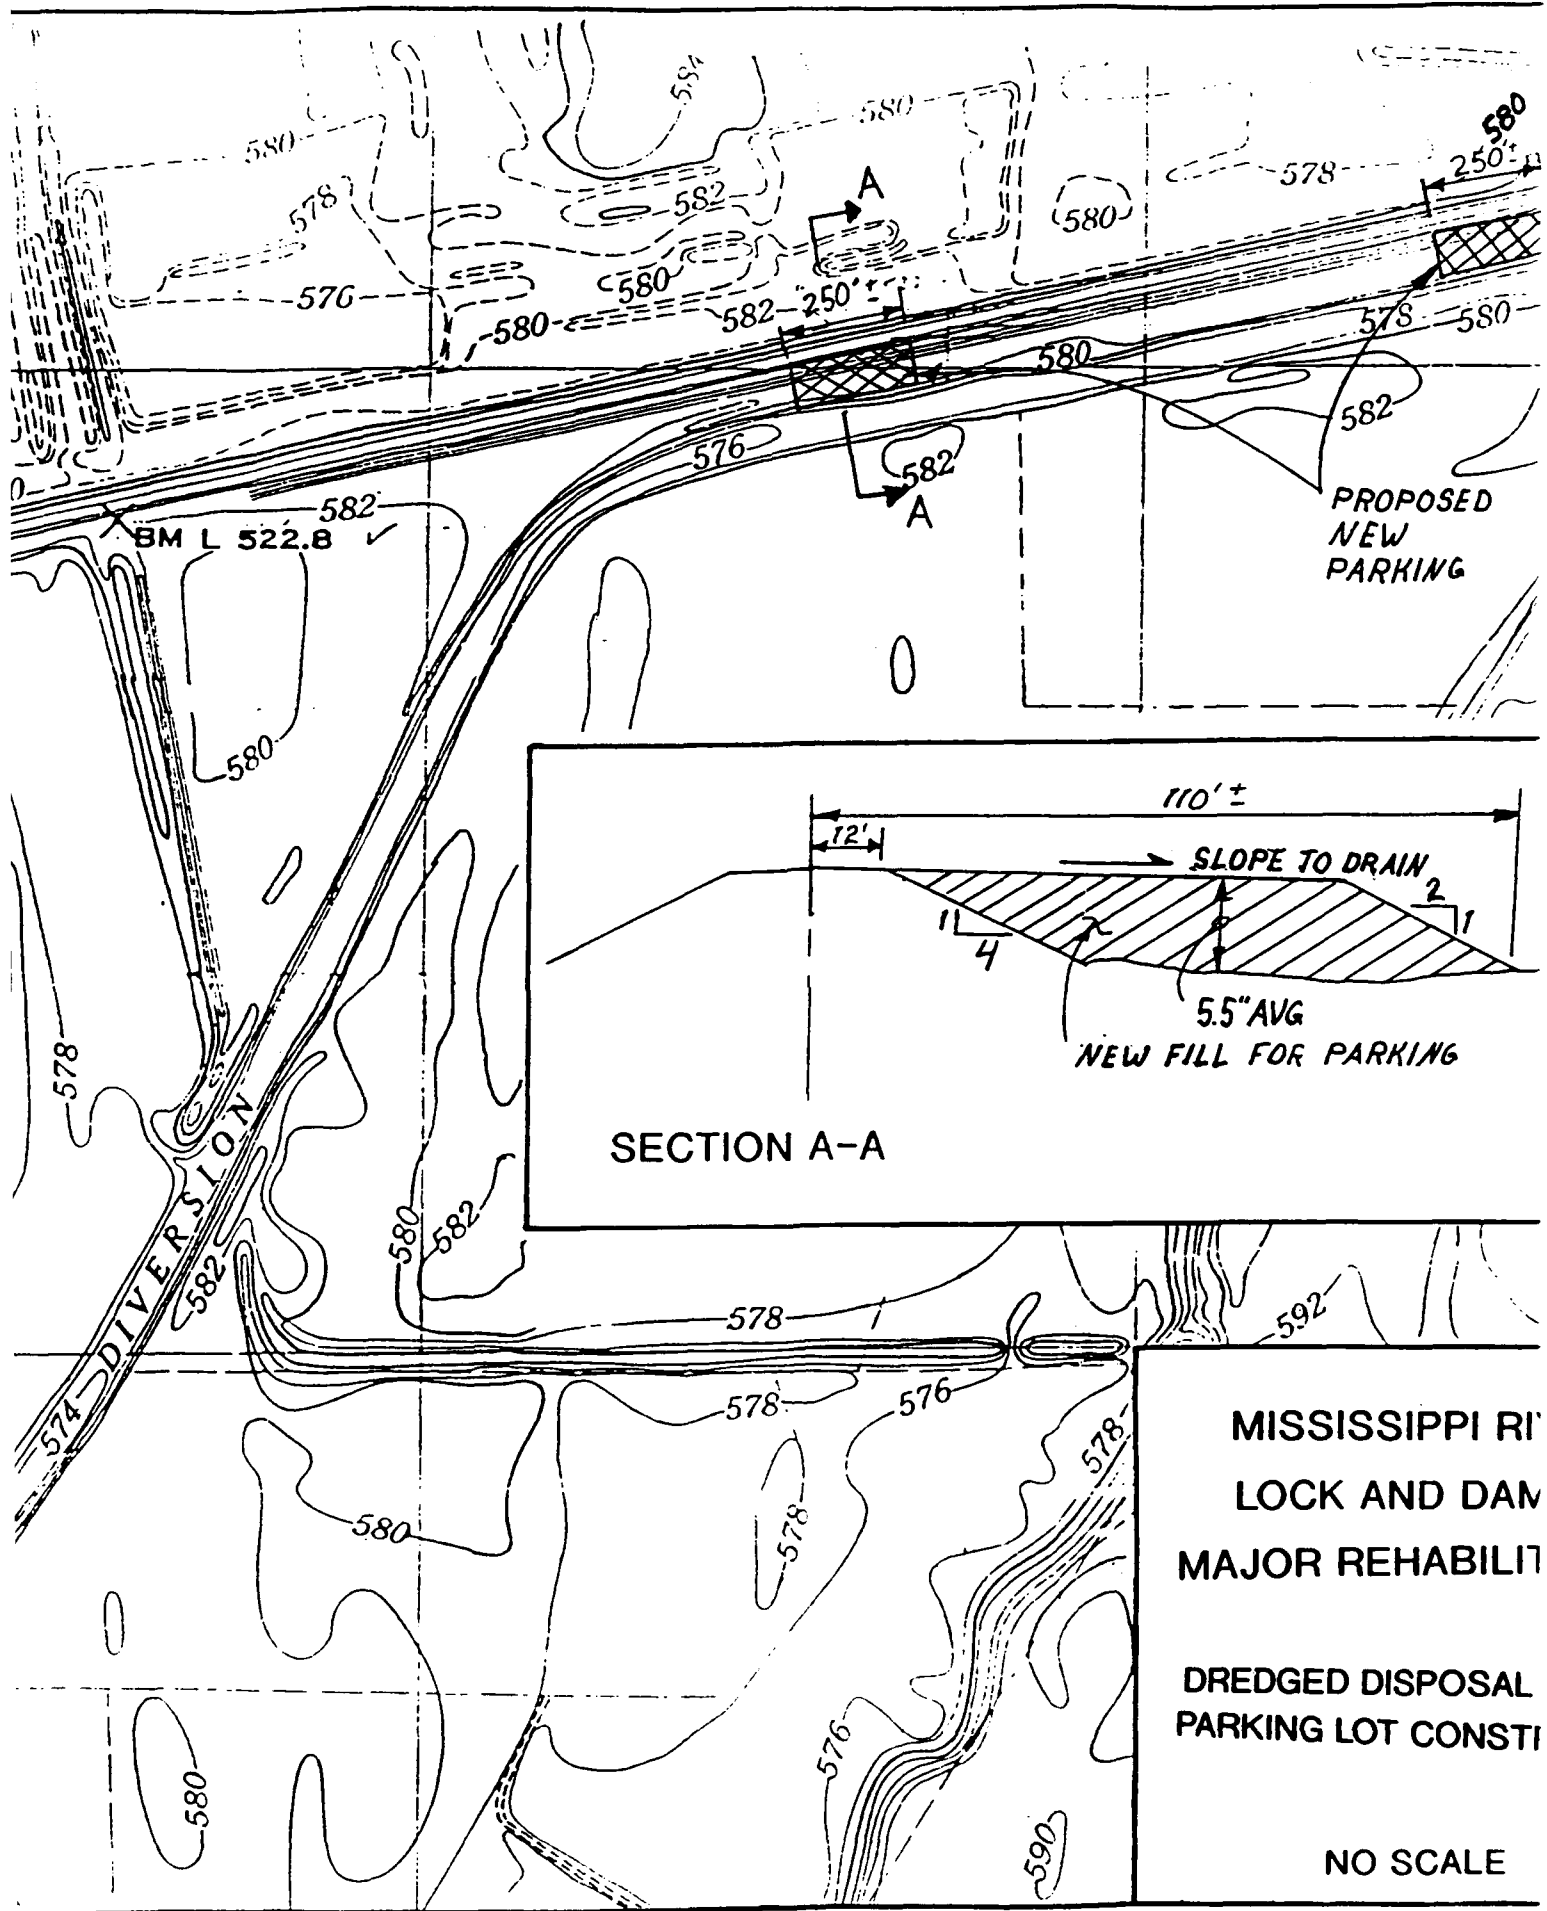 584
580
580
580
250'±
578
578
582
A
580
576
580
250'±
580
582
578
580
580
582
576
582
A
582
BM L 522.8
PROPOSED
NEW
PARKING
580
110' ±
12'
SLOPE TO DRAIN
2
1
1
4
5.5" AVG
NEW FILL FOR PARKING
SECTION A-A
578
DIVERSION
580
582
582
578
592
574
578
576
578
580
578
576
580
590
MISSISSIPPI RI
LOCK AND DAM
MAJOR REHABILIT
DREDGED DISPOSAL
PARKING LOT CONST
NO SCALE